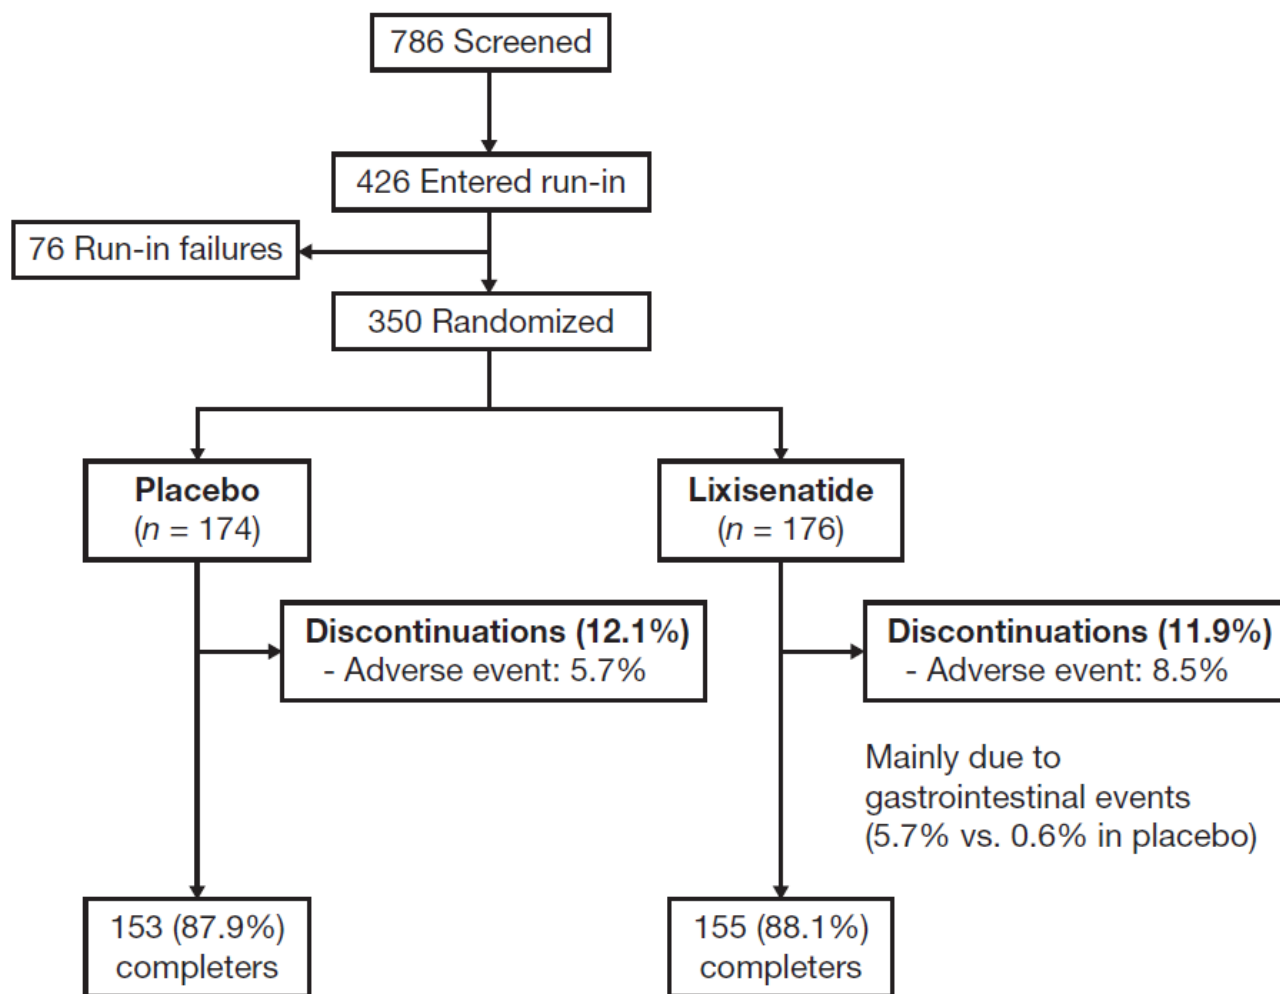 786 Screened
426 Entered run-in
76 Run-in failures
350 Randomized
Placebo
(n = 174)
Lixisenatide
(n = 176)
Discontinuations (12.1%)
- Adverse event: 5.7%
Discontinuations (11.9%)
- Adverse event: 8.5%
Mainly due to
gastrointestinal events
(5.7% vs. 0.6% in placebo)
153 (87.9%)
completers
155 (88.1%)
completers